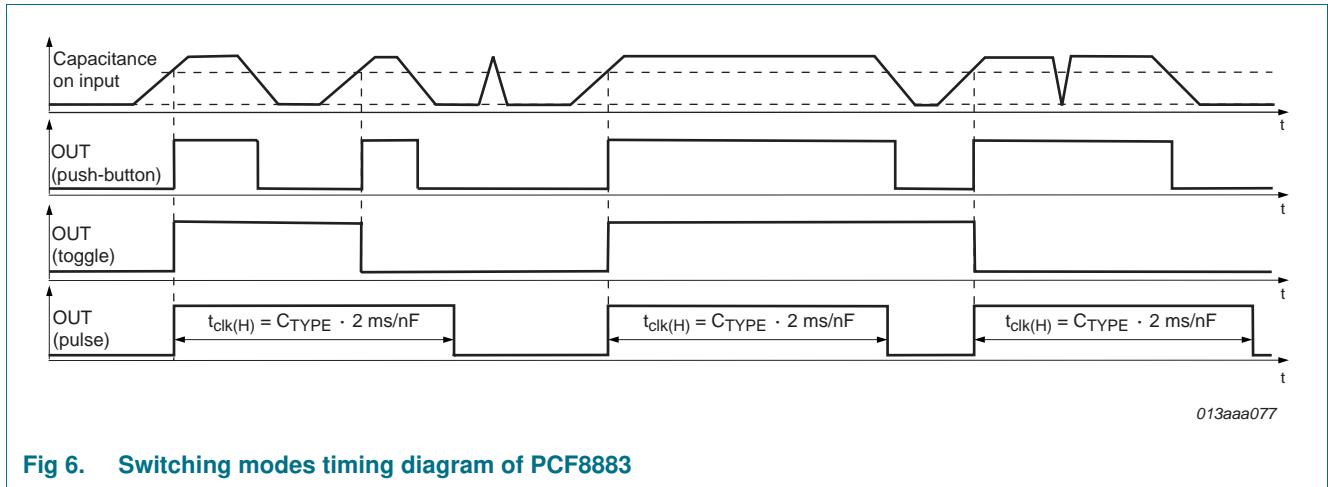 Capacitance
on input
t
OUT
(push-button)
t
OUT
(toggle)
t
OUT
(pulse)
tclk(H) = CTYPE · 2 ms/nF
tclk(H) = CTYPE · 2 ms/nF
tclk(H) = CTYPE · 2 ms/nF
t
013aaa077
Fig 6. Switching modes timing diagram of PCF8883